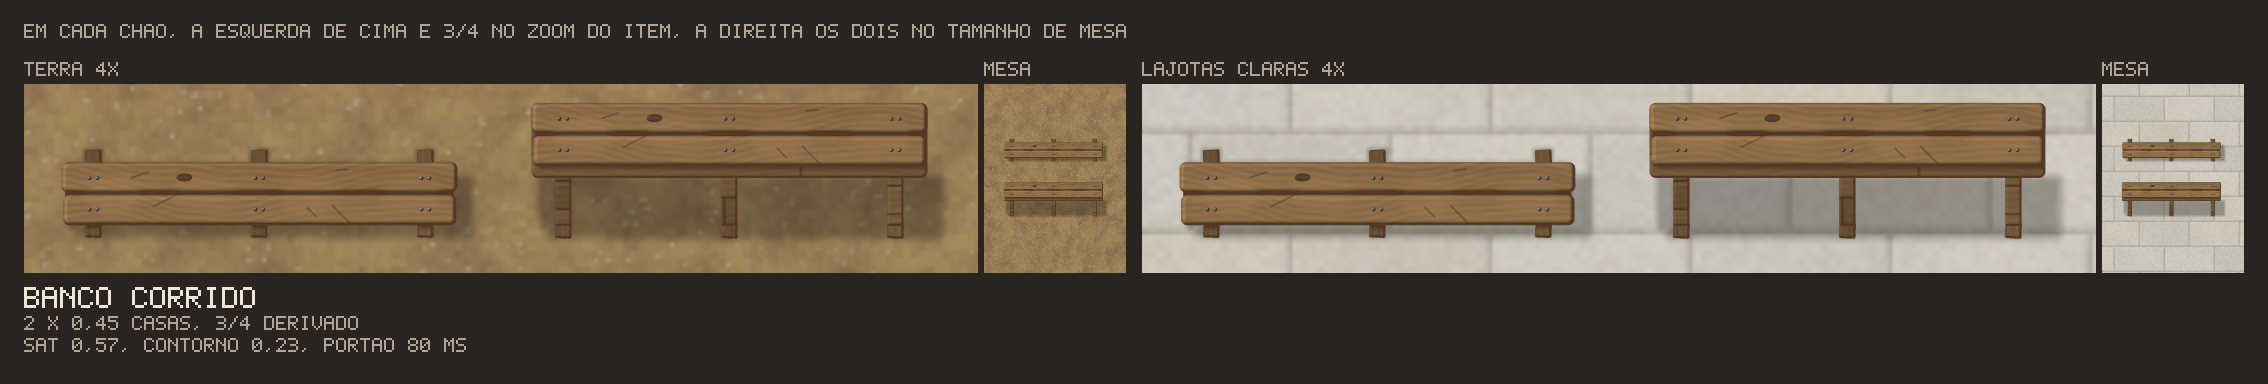 EM CADA CHAO, A ESQUERDA DE CIMA E 3/4 NO ZOOM DO ITEM, A DIREITA OS DOIS NO TAMANHO DE MESA
TERRA 4X
MESA
LAJOTAS CLARAS 4X
MESA
BANCO CORRIDO
2 X 0,45 CASAS, 3/4 DERIVADO
SAT 0,57, CONTORNO 0,23, PORTAO 80 MS